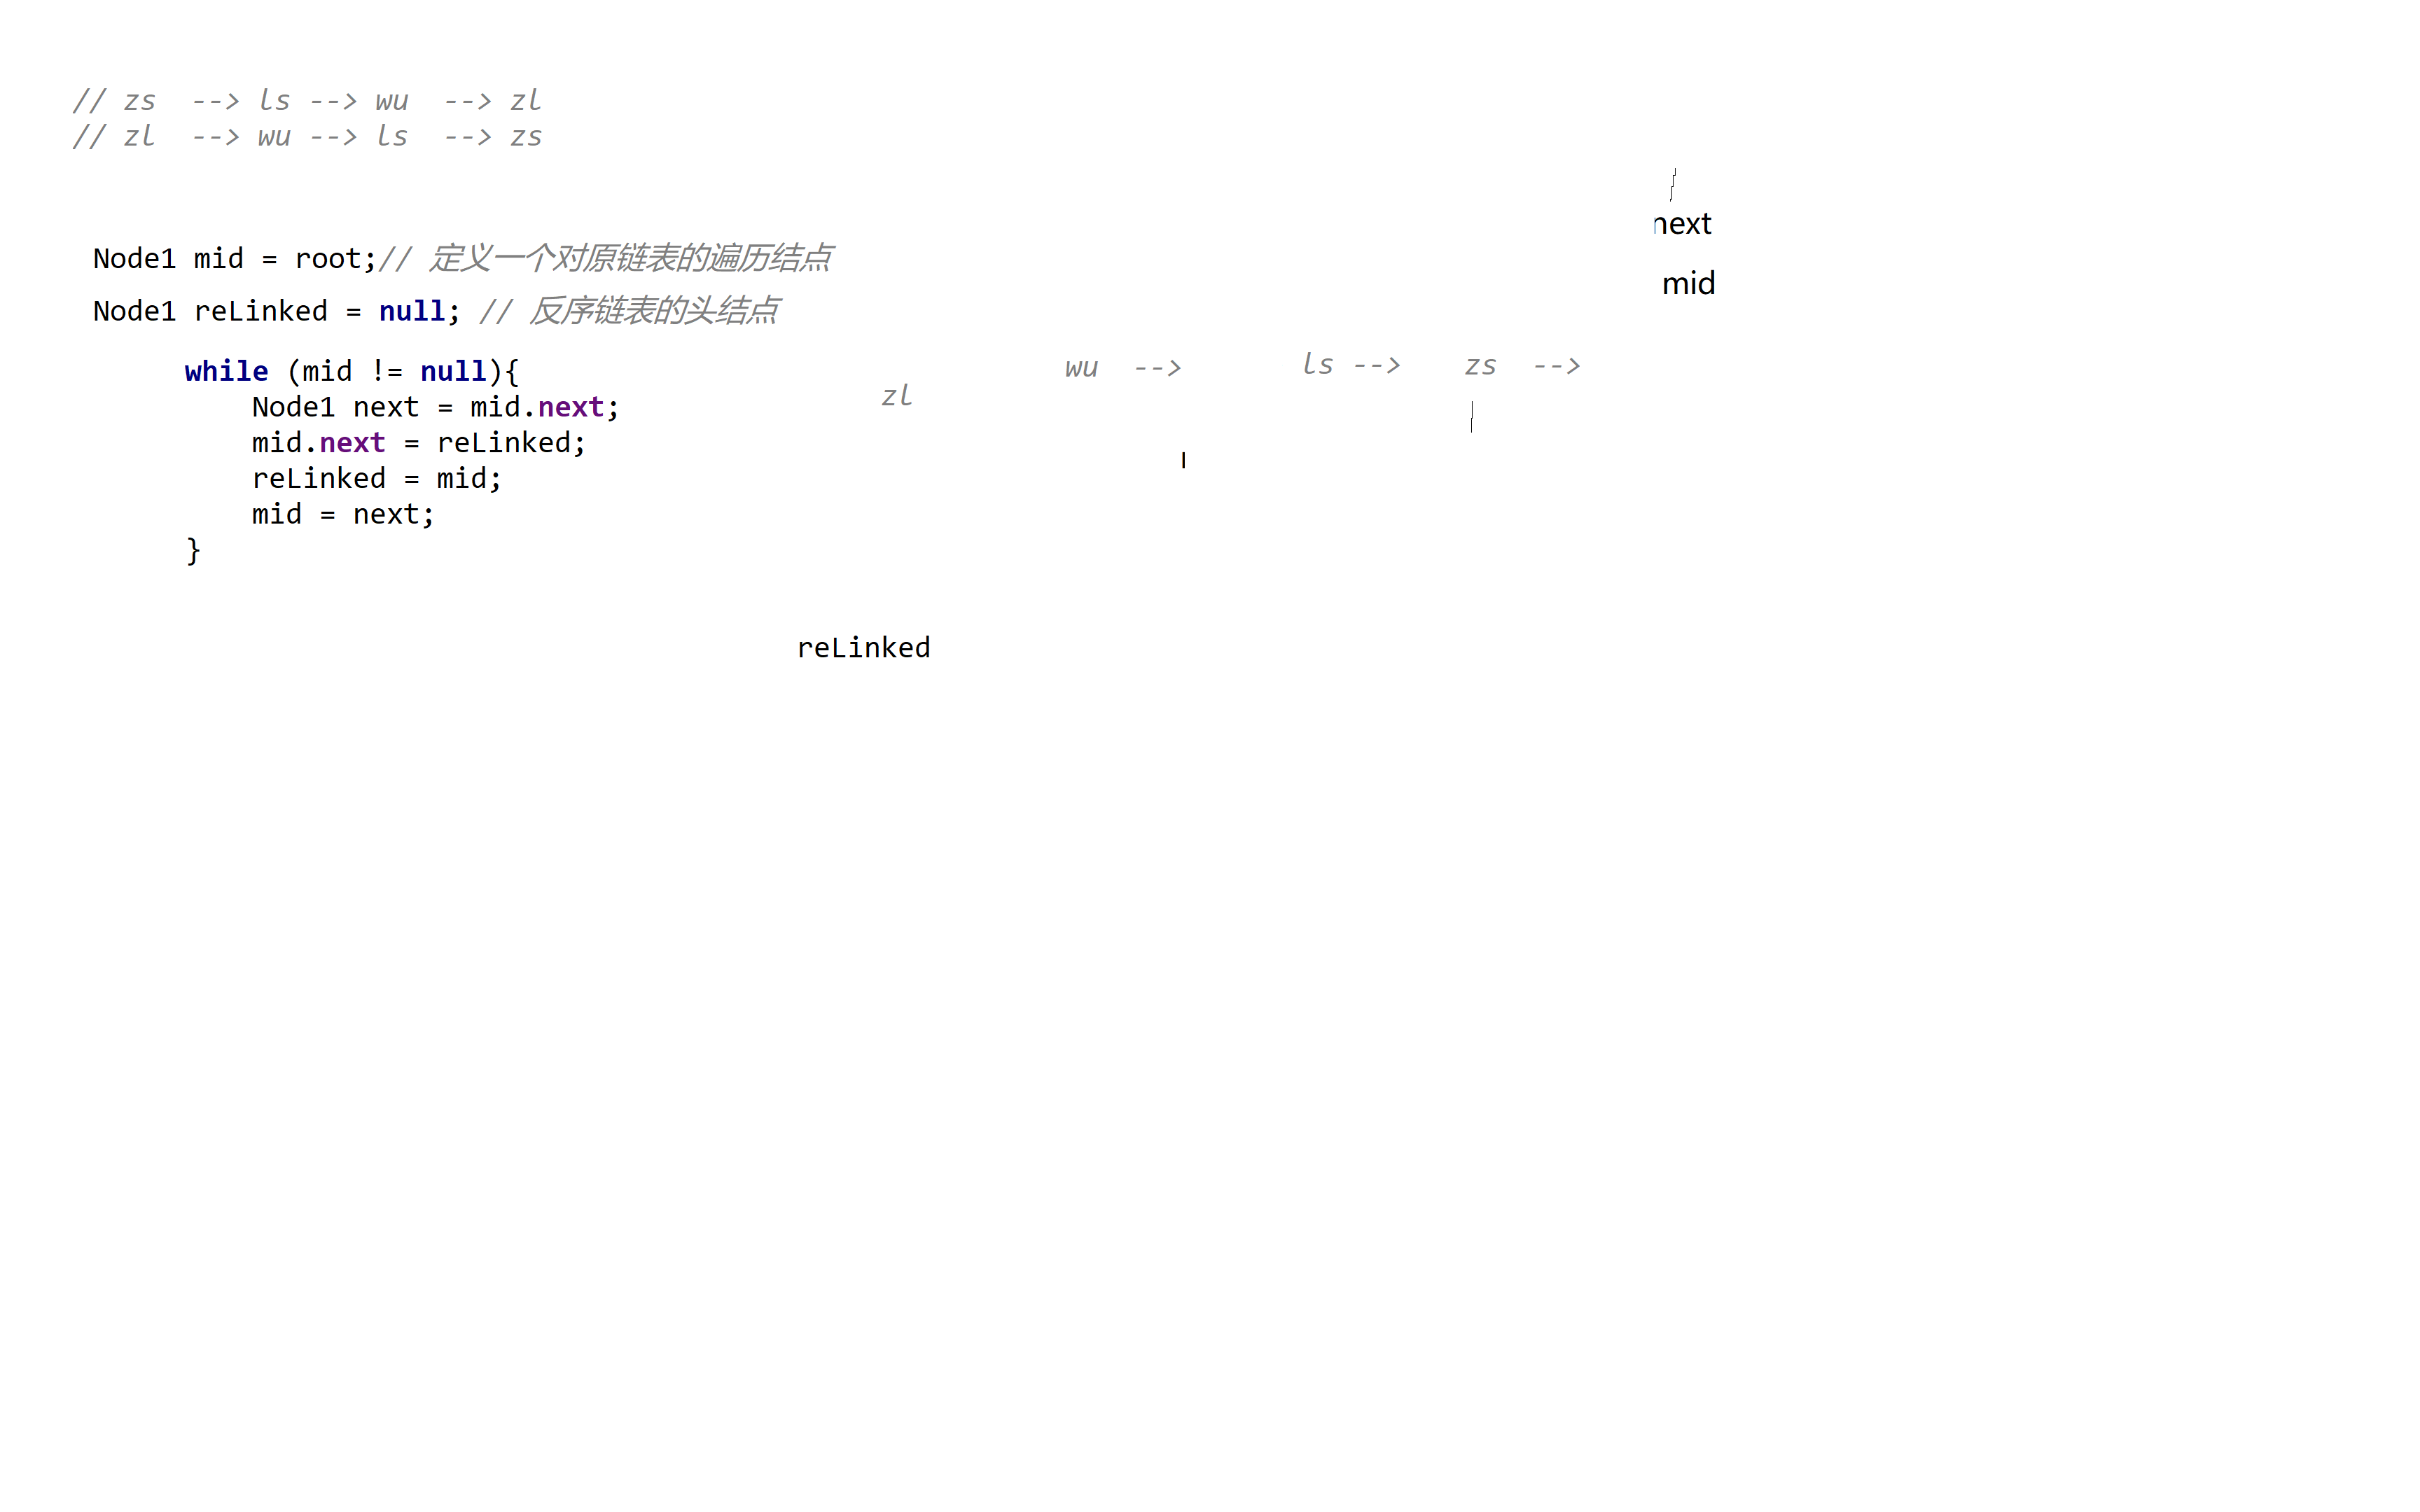 // zs  --> ls --> wu  --> zl
// zl  --> wu --> ls  --> zs
next
Node1 mid = root;// 定义一个对原链表的遍历结点
mid
Node1 reLinked = null; // 反序链表的头结点
while (mid != null){
wu  -->
ls -->
zs  -->
Node1 next = mid.next;
zl
mid.next = reLinked;
reLinked = mid;
mid = next;
}
reLinked